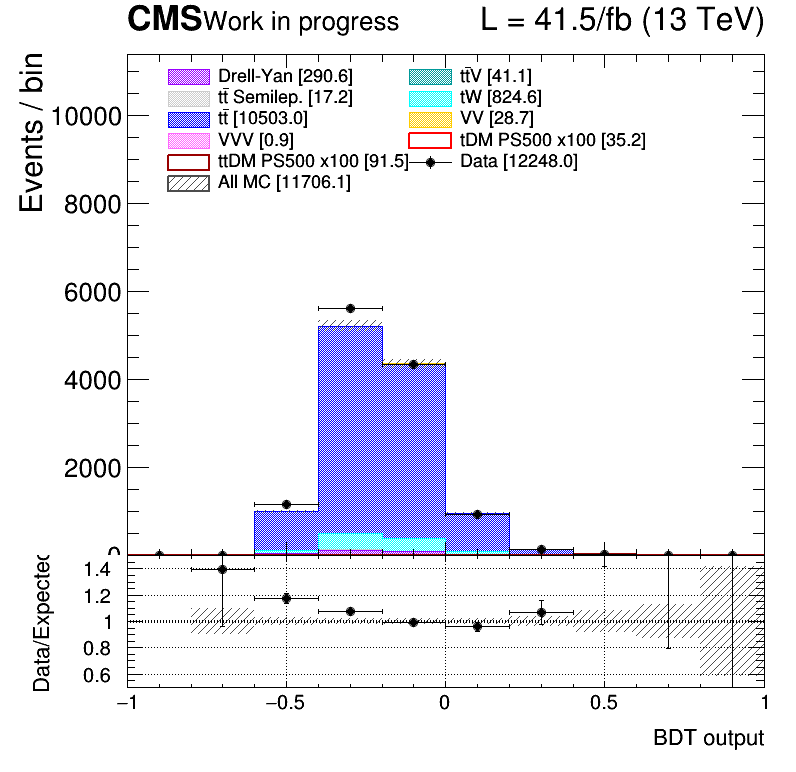 CMS Work in progress L = 41.5/fb (13 TeV)
Events / bin
Drell-Yan [290.6] tt̄V [41.1]
tt̄ Semilep. [17.2] tW [824.6]
tt̄ [10503.0] VV [28.7]
VVV [0.9] tDM PS500 x100 [35.2]
ttDM PS500 x100 [91.5] Data [12248.0]
All MC [11706.1]
10000
8000
6000
4000
2000
0
Data/Expected
1.4
1.2
1
0.8
0.6
−1 −0.5 0 0.5 1
BDT output